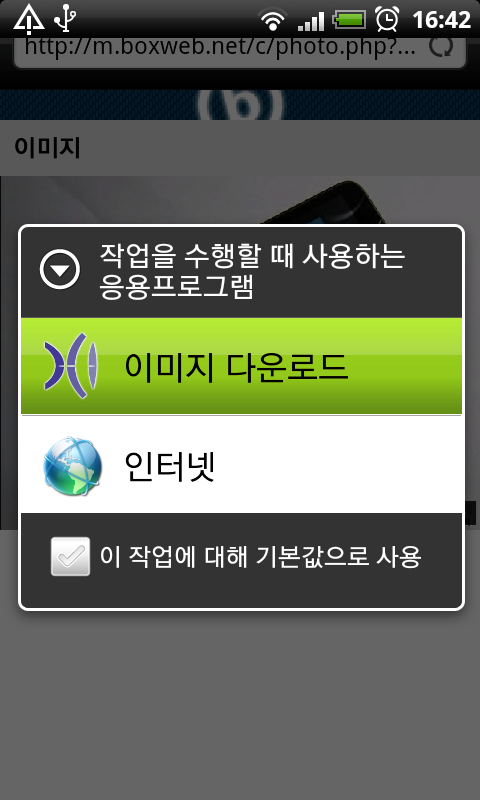 16:42
http://m.boxweb.net/c/photo.php?...
b
이미지
작업을 수행할 때 사용하는
응용프로그램
이미지 다운로드
인터넷
이 작업에 대해 기본값으로 사용